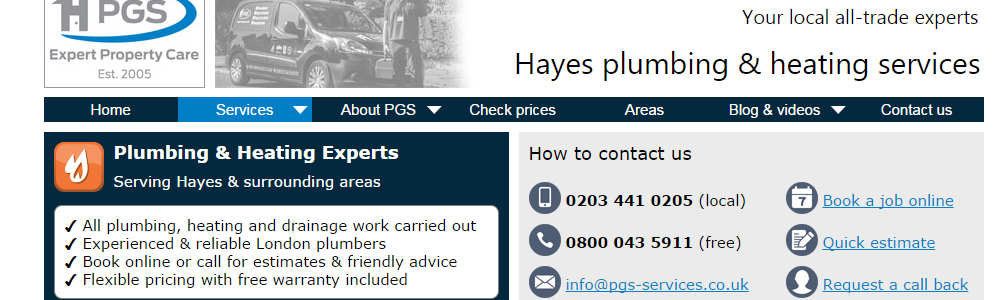 PGS
Expert Property Care
Est. 2005
Your local all-trade experts
Hayes plumbing & heating services
Home
Services
About PGS
Check prices
Areas
Blog & videos
Contact us
Plumbing & Heating Experts
Serving Hayes & surrounding areas
✓ All plumbing, heating and drainage work carried out
✓ Experienced & reliable London plumbers
✓ Book online or call for estimates & friendly advice
✓ Flexible pricing with free warranty included
How to contact us
0203 441 0205 (local)
0800 043 5911 (free)
info@pgs-services.co.uk
7
Book a job online
Quick estimate
Request a call back